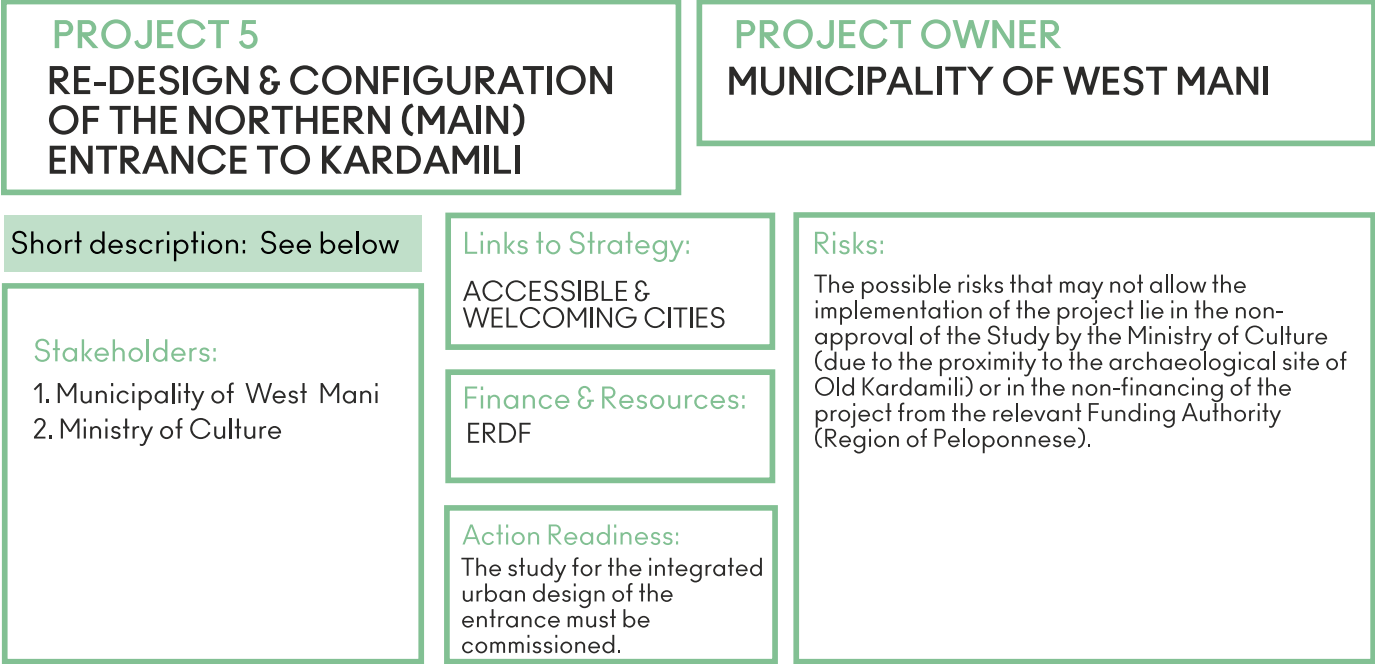 PROJECT 5
RE-DESIGN & CONFIGURATION
OF THE NORTHERN (MAIN)
ENTRANCE TO KARDAMILI
PROJECT OWNER
MUNICIPALITY OF WEST MANI
Short description: See below
Stakeholders:
1. Municipality of West Mani
2. Ministry of Culture
Links to Strategy:
ACCESSIBLE &
WELCOMING CITIES
Finance & Resources:
ERDF
Action Readiness:
The study for the integrated
urban design of the
entrance must be
commissioned.
Risks:
The possible risks that may not allow the
implementation of the project lie in the non-
approval of the Study by the Ministry of Culture
(due to the proximity to the archaeological site of
Old Kardamili) or in the non-financing of the
project from the relevant Funding Authority
(Region of Peloponnese).